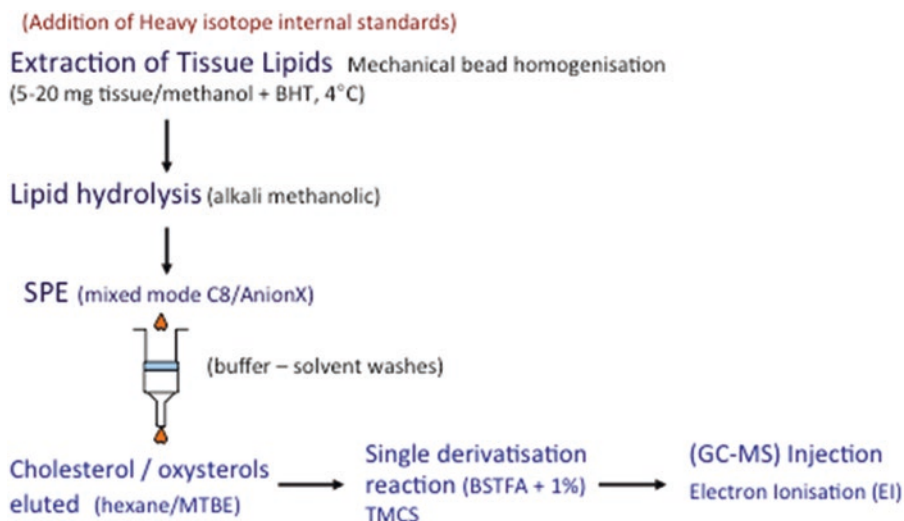 (Addition of Heavy isotope internal standards)
Extraction of Tissue Lipids Mechanical bead homogenisation
(5-20 mg tissue/methanol + BHT, 4°C)
Lipid hydrolysis (alkali methanolic)
SPE (mixed mode C8/AnionX)
(buffer – solvent washes)
Cholesterol / oxysterols
eluted (hexane/MTBE)
Single derivatisation
reaction (BSTFA + 1%)
TMCS
(GC-MS) Injection
Electron Ionisation (EI)